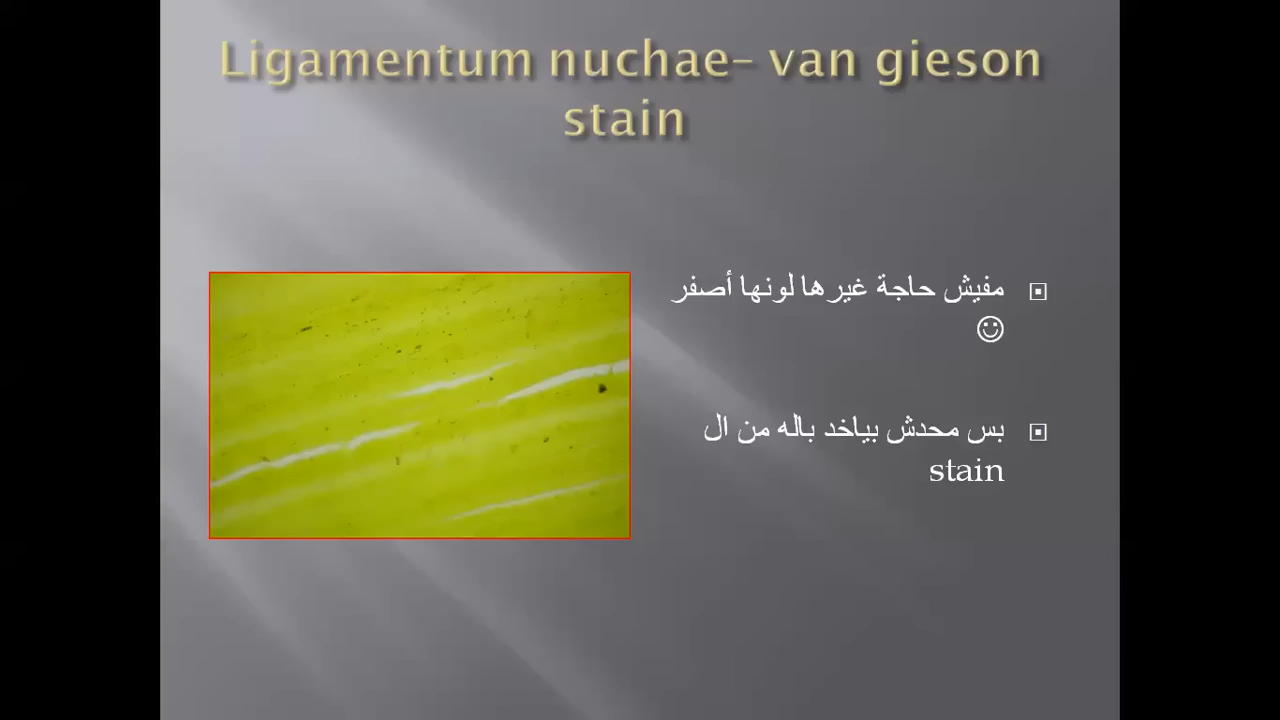 Ligamentum nuchae– van gieson
stain
مفيش حاجة غيرها لونها أصفر
☺
بس محدش بياخد باله من ال
stain